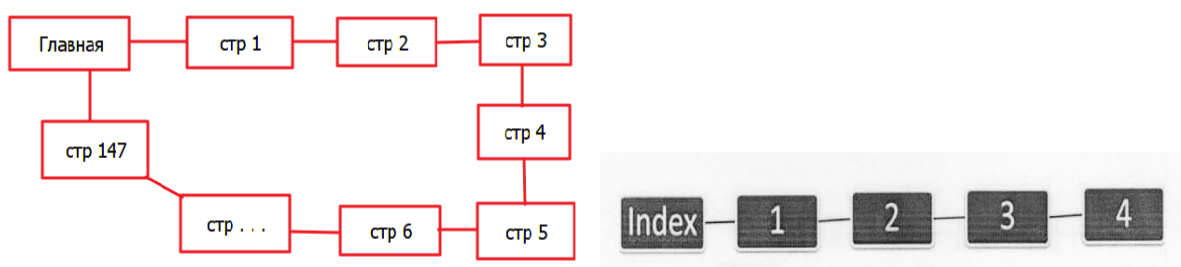 Главная
стр 1
стр 2
стр 3
стр 4
стр 147
стр . . .
стр 6
стр 5
Index
1
2
3
4